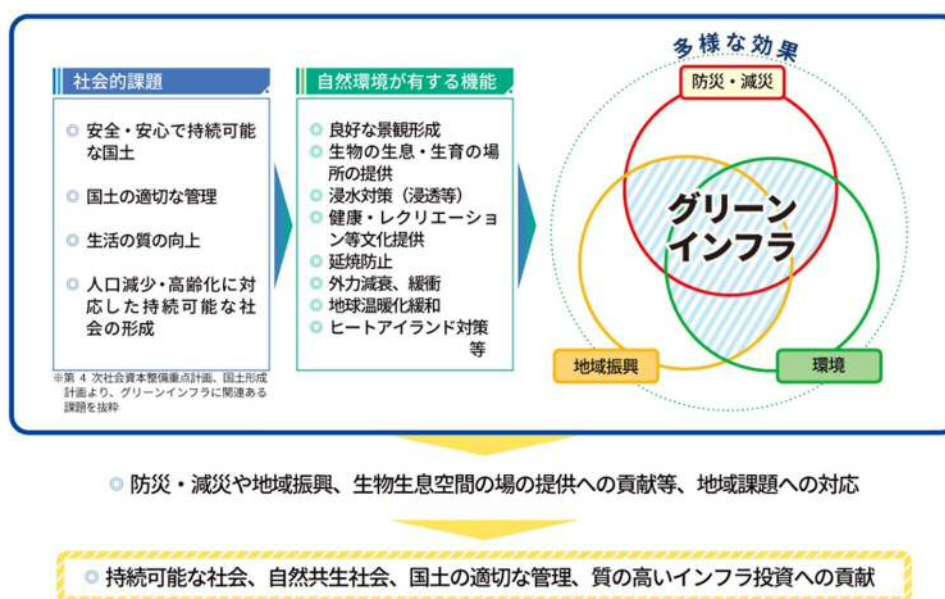 社会的課題
◎ 安全・安心で持続可能
な国土
◎ 国土の適切な管理
◎ 生活の質の向上
◎ 人口減少・高齢化に対
応した持続可能な社
会の形成
※第 4 次社会資本整備重点計画、国土形成
計画より、グリーンインフラに関連ある
課題を抜粋
自然環境が有する機能
◎ 良好な景観形成
◎ 生物の生息・生育の場
所の提供
◎ 浸水対策（浸透等）
◎ 健康・レクリエーショ
ン等文化提供
◎ 延焼防止
◎ 外力減衰、緩衝
◎ 地球温暖化緩和
◎ ヒートアイランド対策
等
多様な効果
防災・減災
グリーン
インフラ
地域振興
環境
◎ 防災・減災や地域振興、生物生息空間の場の提供への貢献等、地域課題への対応
◎ 持続可能な社会、自然共生社会、国土の適切な管理、質の高いインフラ投資への貢献